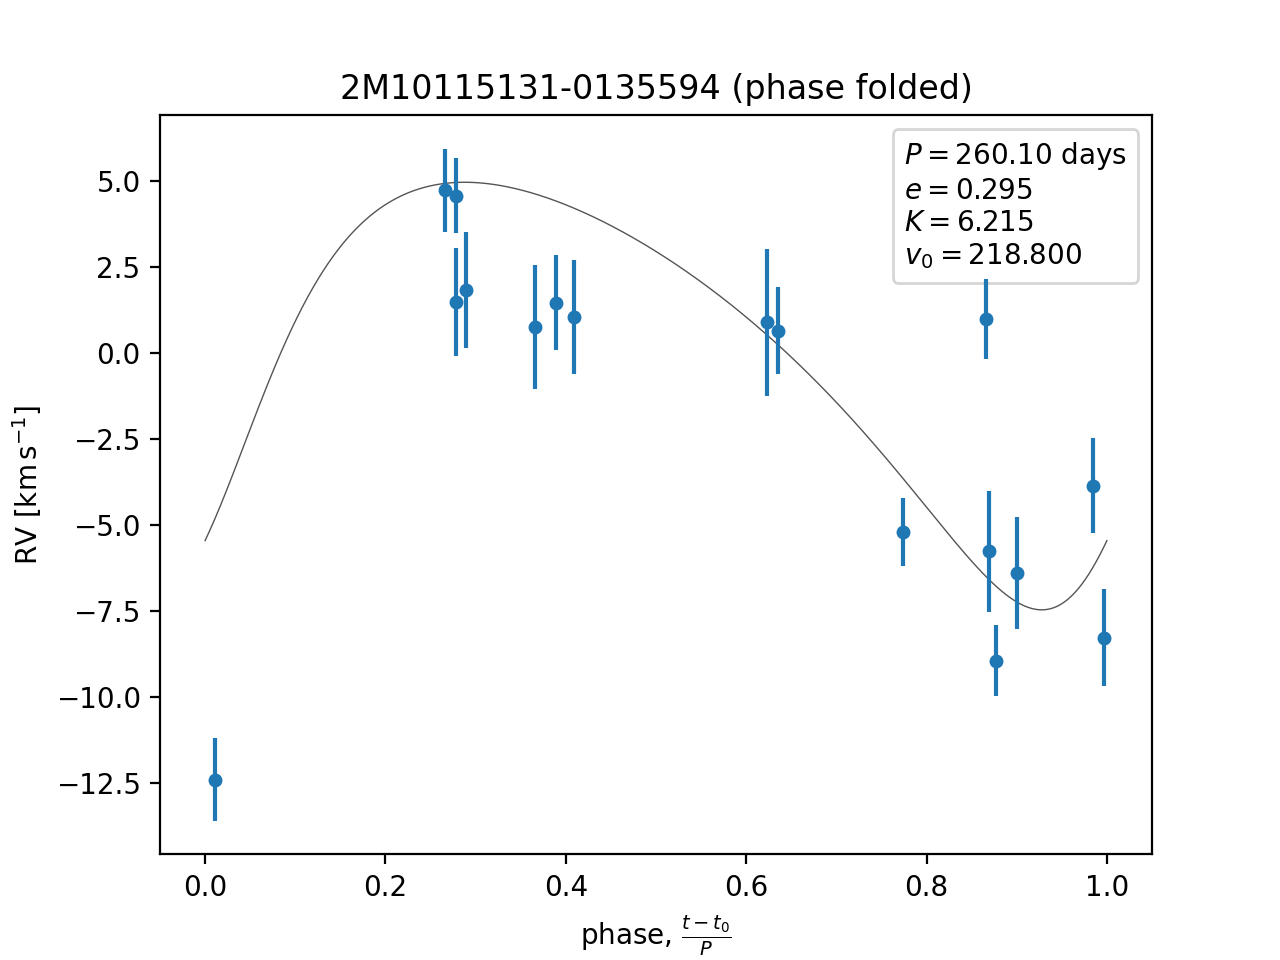 2M10115131-0135594 (phase folded)
P = 260.10 days
e = 0.295
K = 6.215
v₀ = 218.800
RV [km s⁻¹]
5.0
2.5
0.0
−2.5
−5.0
−7.5
−10.0
−12.5
0.0 0.2 0.4 0.6 0.8 1.0
phase, (t − t₀)/P